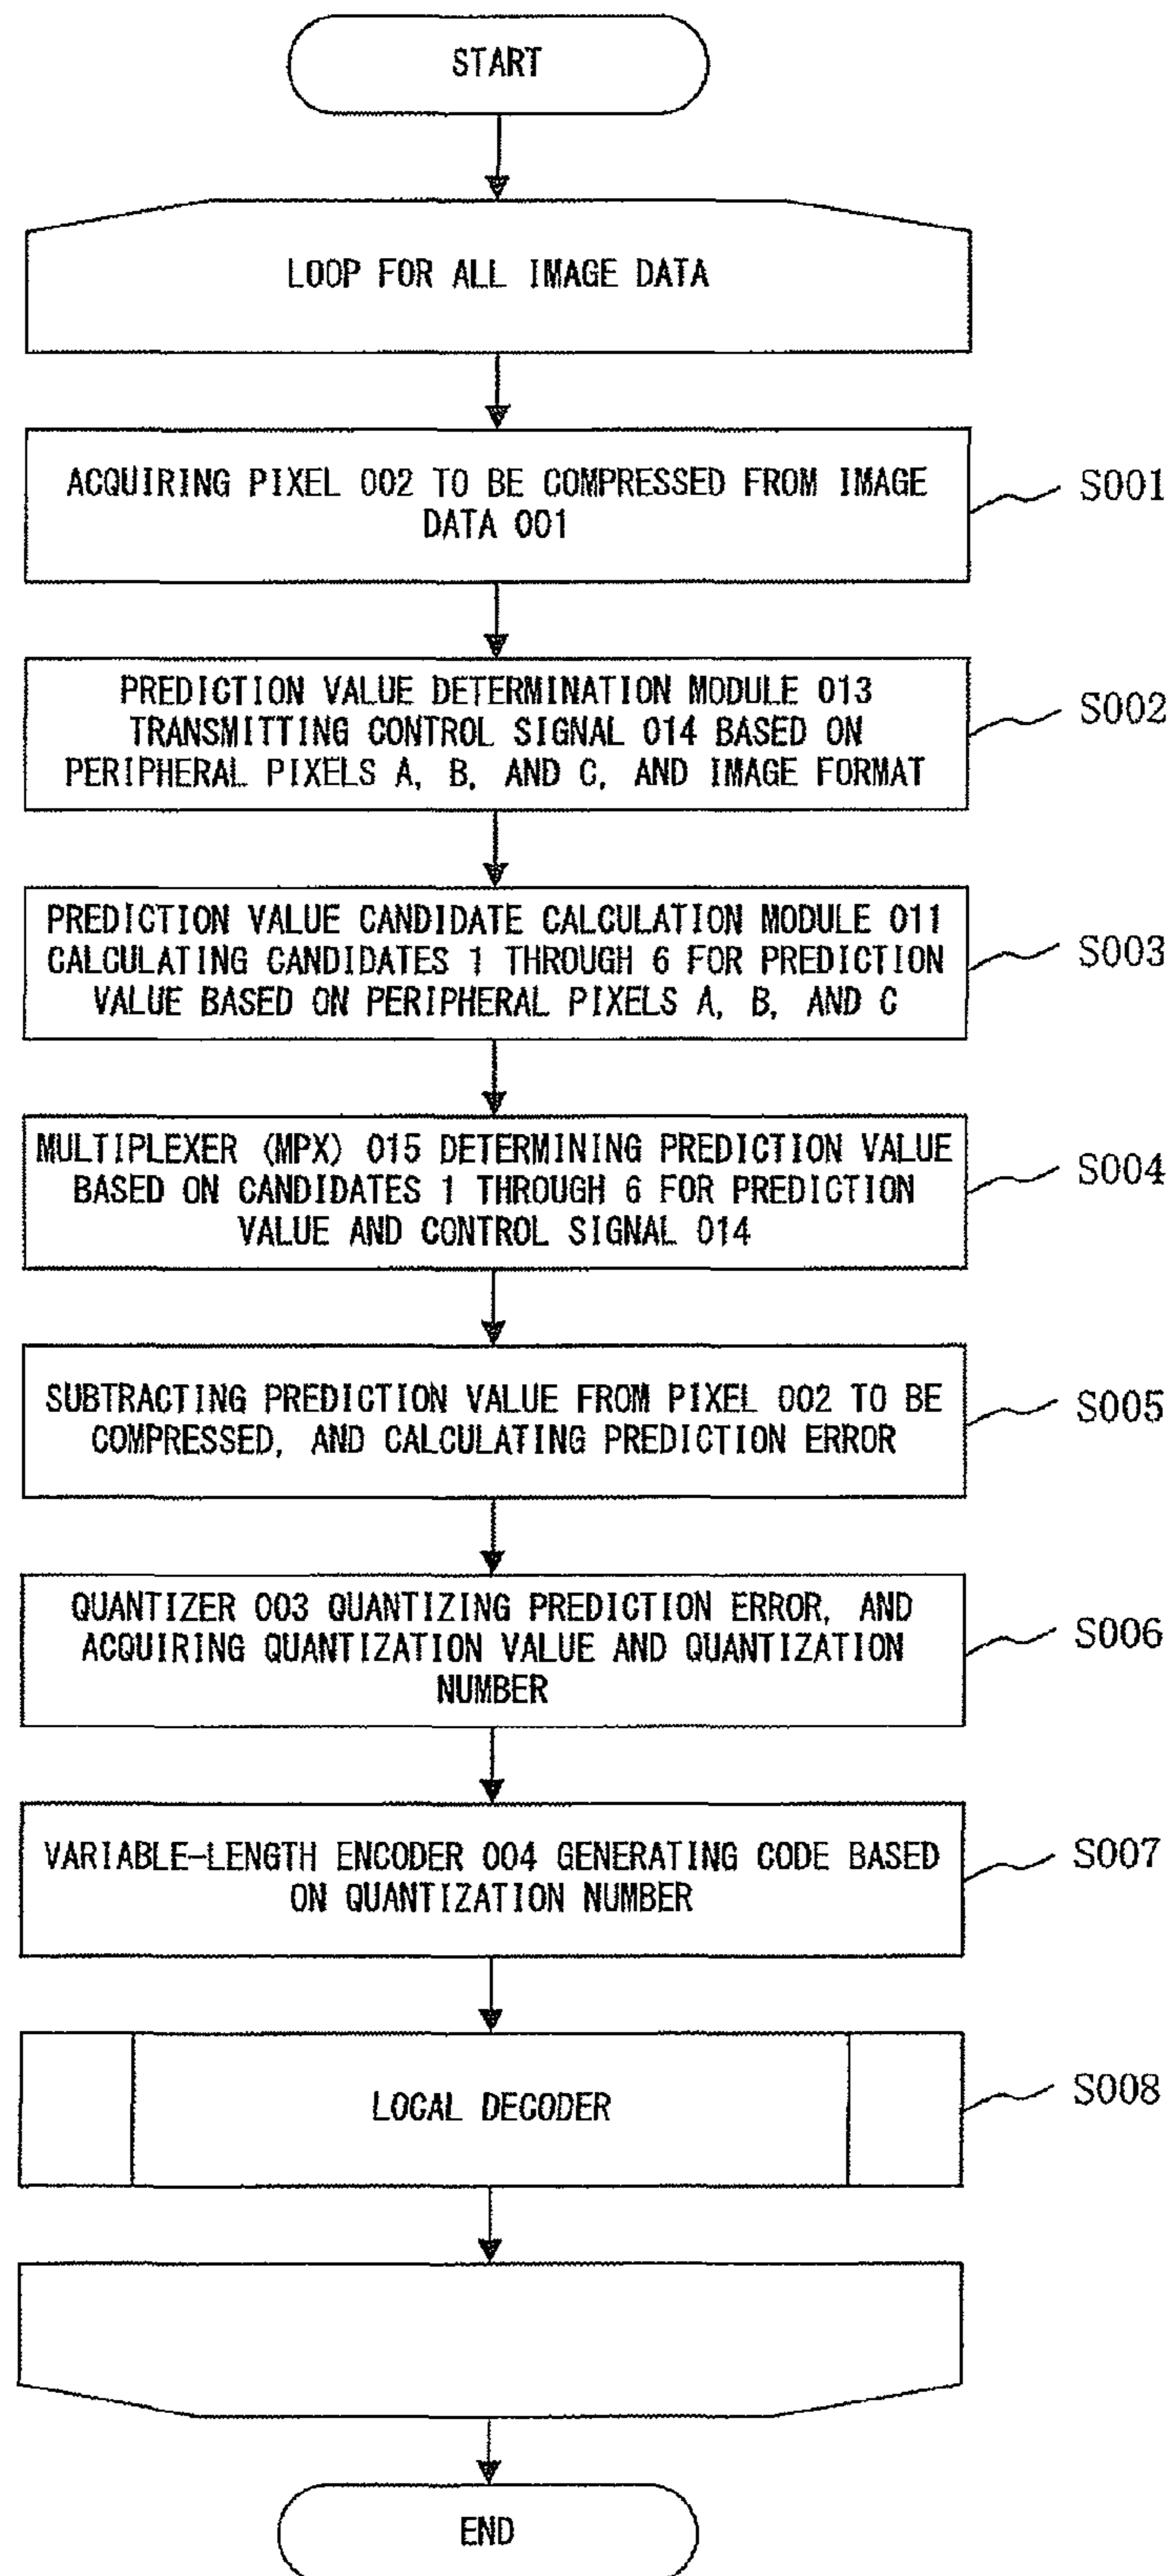 START
LOOP FOR ALL IMAGE DATA
ACQUIRING PIXEL 002 TO BE COMPRESSED FROM IMAGE
DATA 001
S001
PREDICTION VALUE DETERMINATION MODULE 013
TRANSMITTING CONTROL SIGNAL 014 BASED ON
PERIPHERAL PIXELS A, B, AND C, AND IMAGE FORMAT
S002
PREDICTION VALUE CANDIDATE CALCULATION MODULE 011
CALCULATING CANDIDATES 1 THROUGH 6 FOR PREDICTION
VALUE BASED ON PERIPHERAL PIXELS A, B, AND C
S003
MULTIPLEXER (MPX) 015 DETERMINING PREDICTION VALUE
BASED ON CANDIDATES 1 THROUGH 6 FOR PREDICTION
VALUE AND CONTROL SIGNAL 014
S004
SUBTRACTING PREDICTION VALUE FROM PIXEL 002 TO BE
COMPRESSED, AND CALCULATING PREDICTION ERROR
S005
QUANTIZER 003 QUANTIZING PREDICTION ERROR, AND
ACQUIRING QUANTIZATION VALUE AND QUANTIZATION
NUMBER
S006
VARIABLE-LENGTH ENCODER 004 GENERATING CODE BASED
ON QUANTIZATION NUMBER
S007
LOCAL DECODER
S008
END